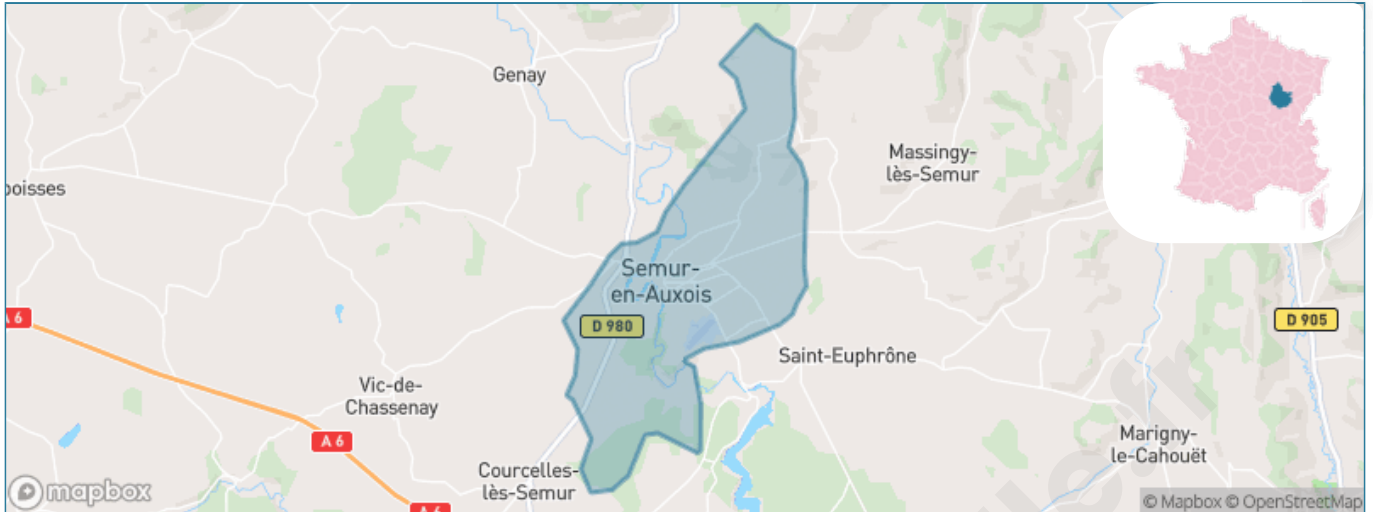 Genay
Massingy-
lès-Semur
Semur-
en-Auxois
A 6
D 980
D 905
Saint-Euphrône
Vic-de-
Chassenay
A 6
Marigny-
le-Cahouët
Courcelles-
lès-Semur
A 6
mapbox
© Mapbox © OpenStreetMap